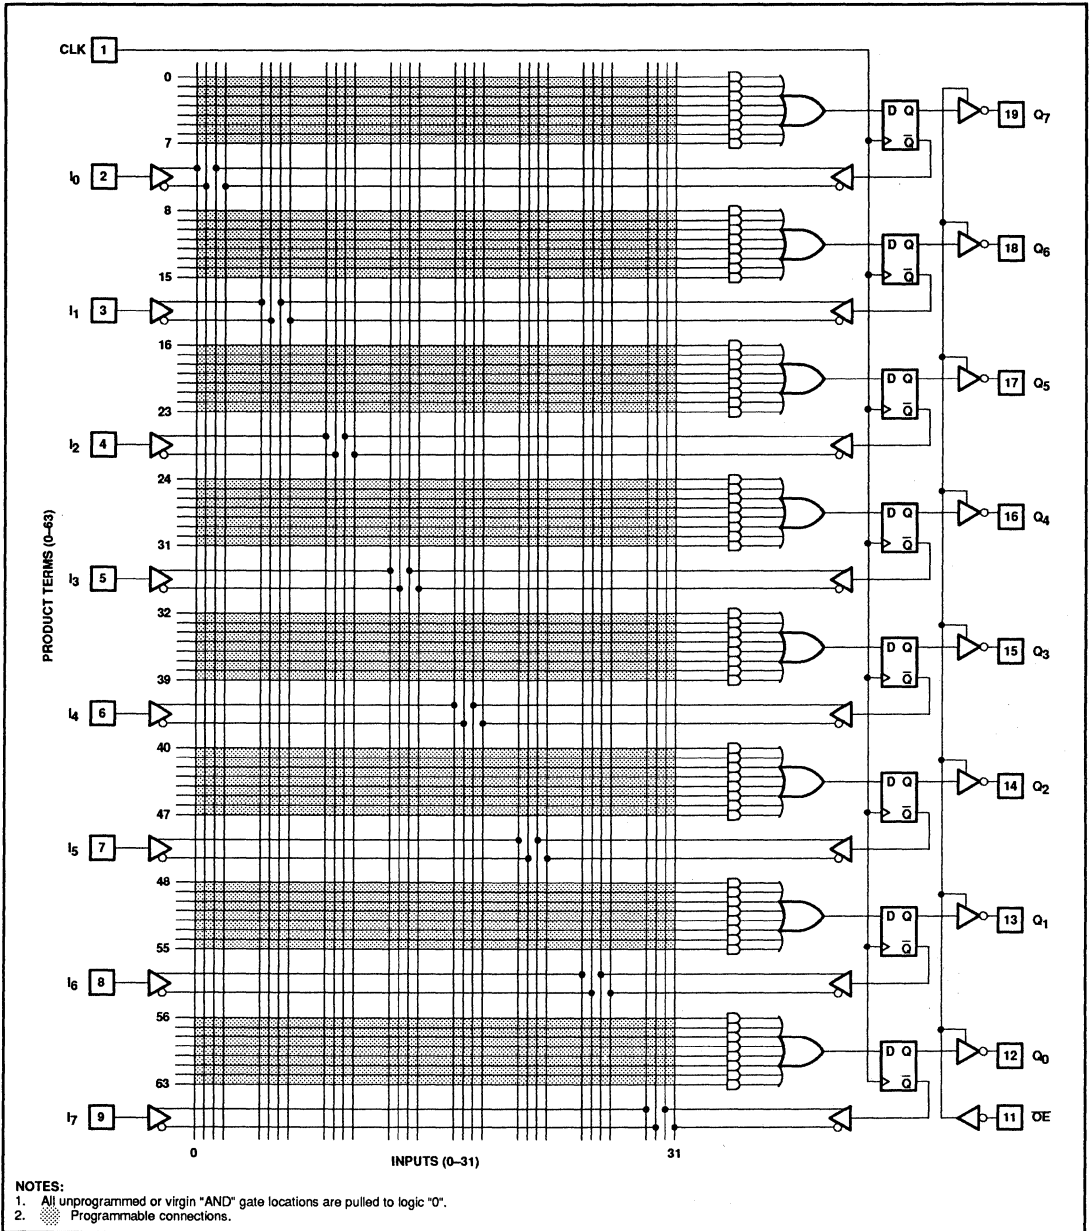 CLK 1
0
D Q
19 Q7
7
Q̅
I0 2
8
D Q
18 Q6
15
Q̅
I1 3
16
D Q
17 Q5
23
Q̅
I2 4
24
D Q
16 Q4
31
Q̅
I3 5
PRODUCT TERMS (0–63)
32
D Q
15 Q3
39
Q̅
I4 6
40
D Q
14 Q2
47
Q̅
I5 7
48
D Q
13 Q1
55
Q̅
I6 8
56
D Q
12 Q0
63
Q̅
I7 9
11 O̅E̅
0 INPUTS (0–31) 31
NOTES:
1. All unprogrammed or virgin "AND" gate locations are pulled to logic "0".
2. Programmable connections.